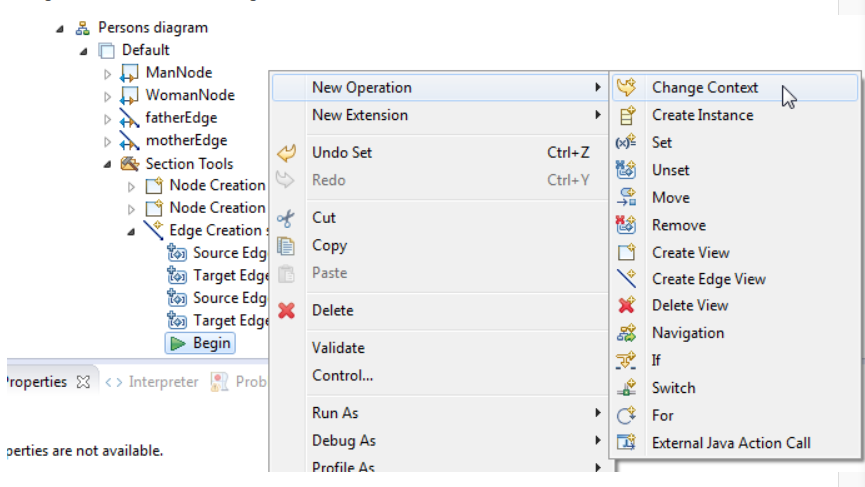 Persons diagram
Default
ManNode
WomanNode
fatherEdge
motherEdge
Section Tools
Node Creation
Node Creation
Edge Creation s
Source Edg
Target Edge
Source Edg
Target Edge
Begin
Properties
Interpreter
Prob
perties are not available.
New Operation
New Extension
Undo Set Ctrl+Z
Redo Ctrl+Y
Cut
Copy
Paste
Delete
Validate
Control...
Run As
Debug As
Profile As
Change Context
Create Instance
Set
Unset
Move
Remove
Create View
Create Edge View
Delete View
Navigation
If
Switch
For
External Java Action Call